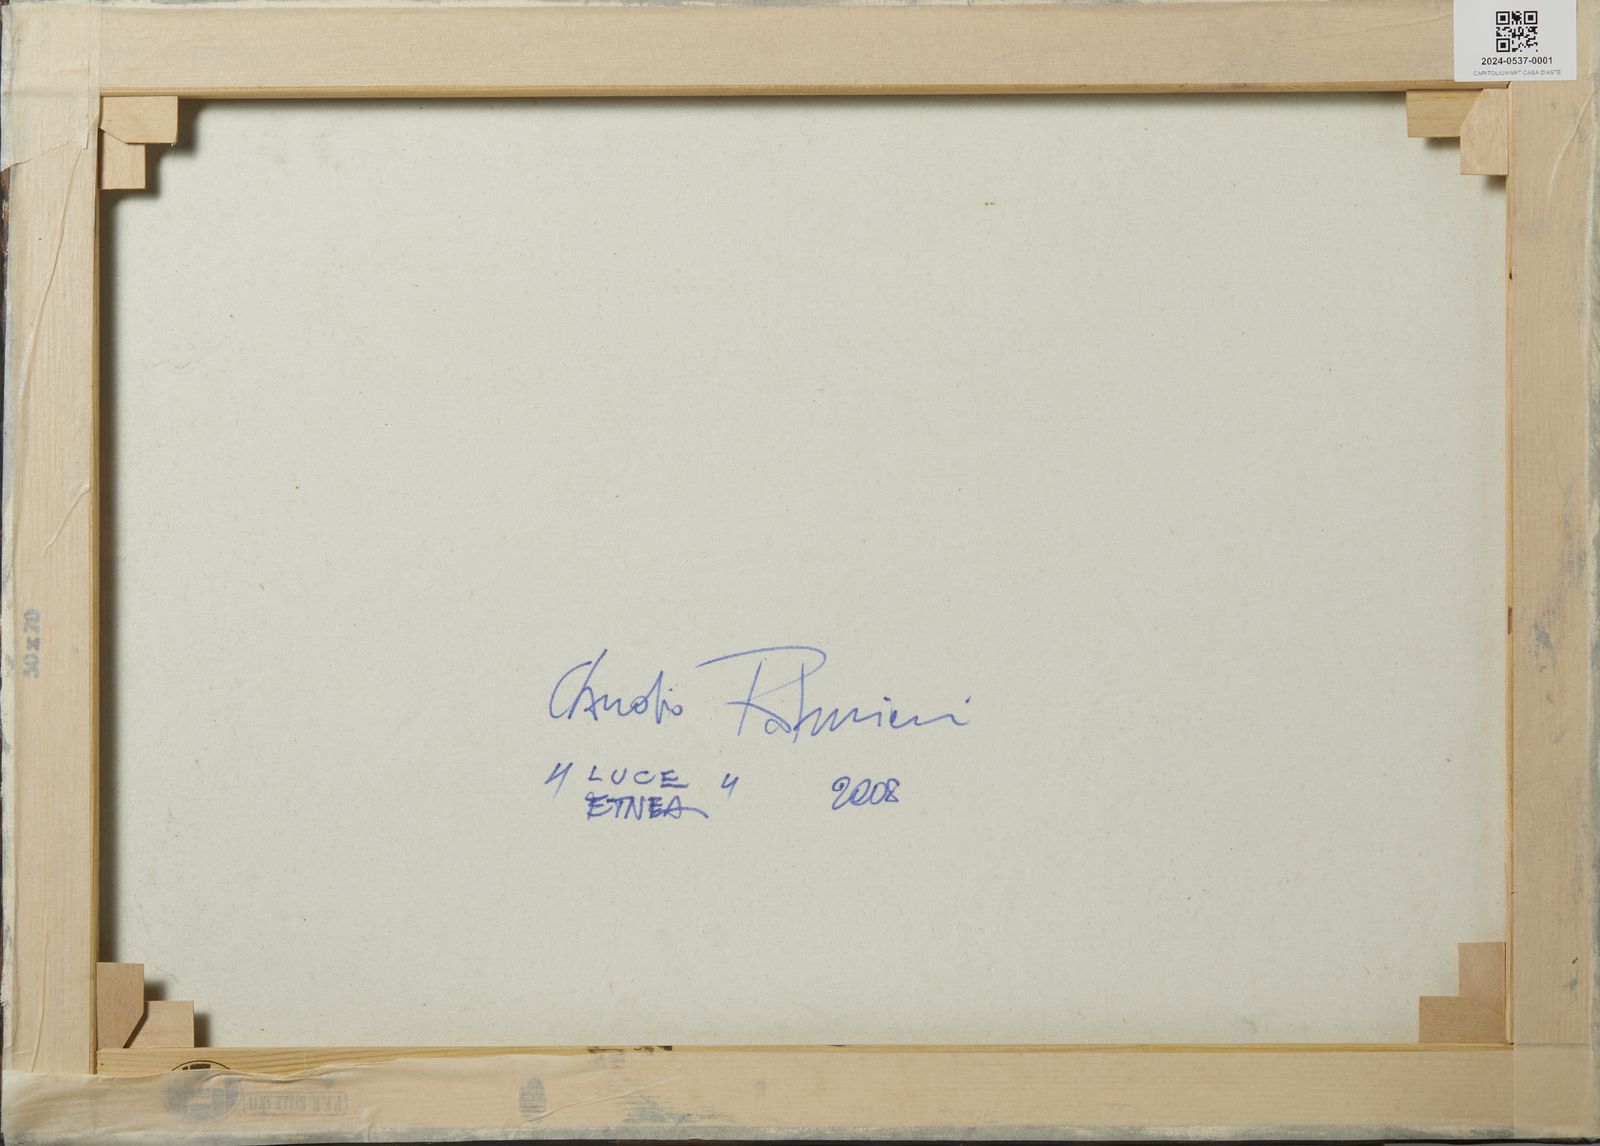 2024-0537-0001
CAPITOLIUMART CASA D'ASTE
50 x 70
Claudio Palmieri
" LUCE "
ETNEA
2008